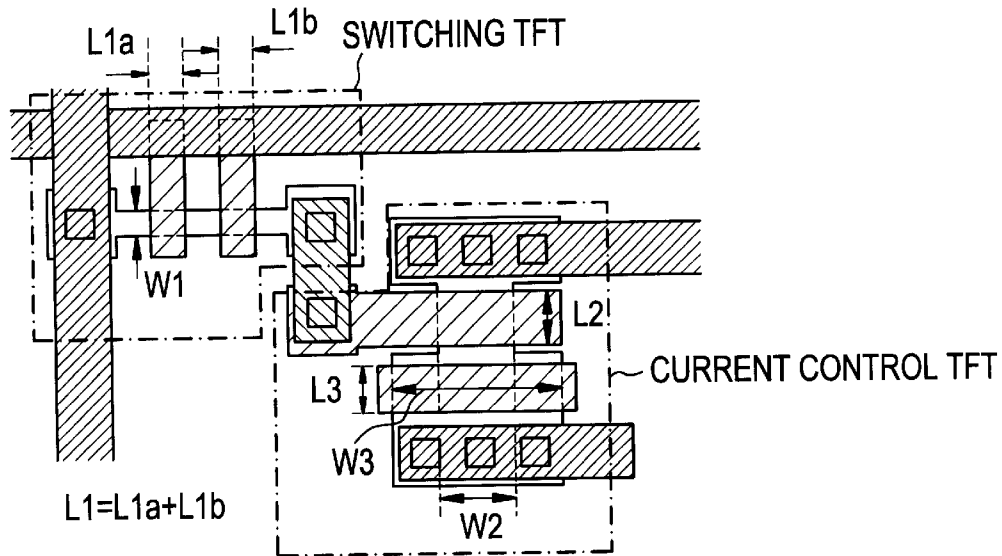 L1a
L1b
SWITCHING TFT
W1
L2
L3
CURRENT CONTROL TFT
W3
L1=L1a+L1b
W2